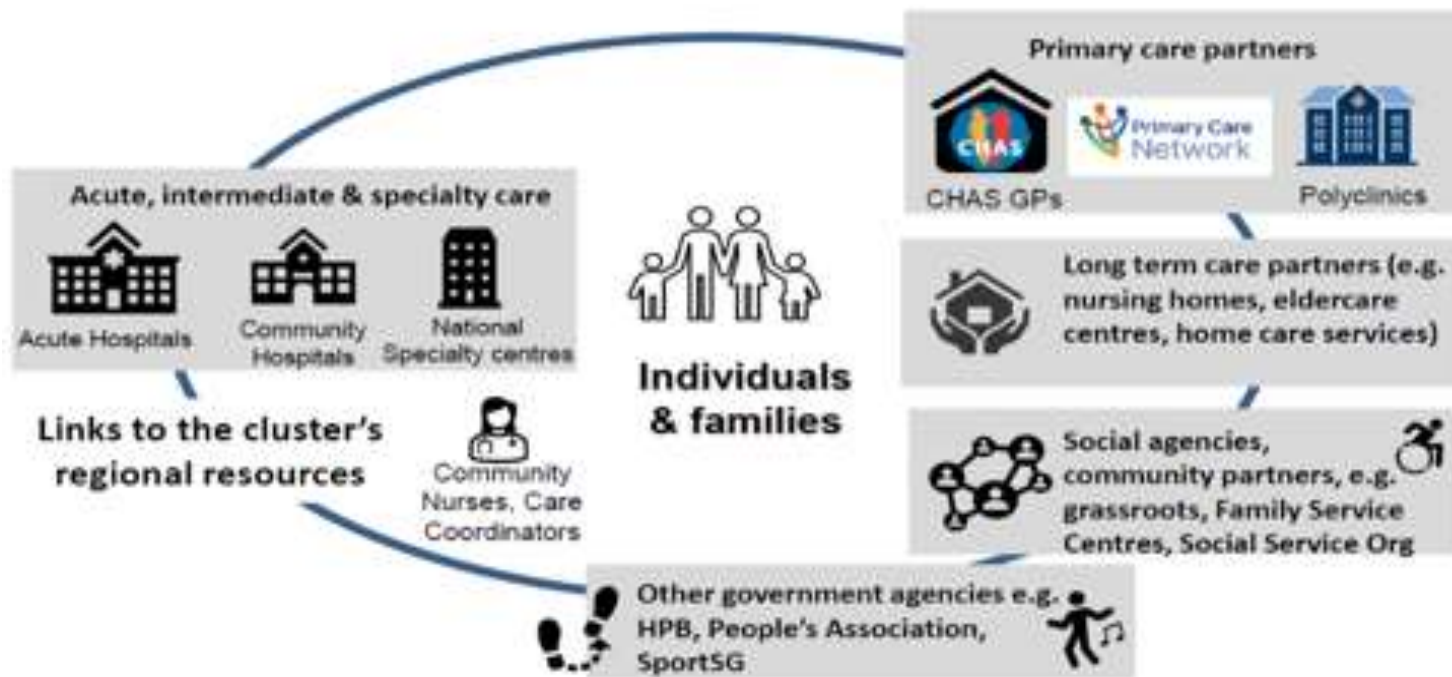 Primary care partners
CHAS
Primary Care
Network
CHAS GPs
Polyclinics
Acute, intermediate & specialty care
Acute Hospitals
Community
Hospitals
National
Specialty centres
Individuals
& families
Long term care partners (e.g.
nursing homes, eldercare
centres, home care services)
Links to the cluster's
regional resources
Community
Nurses, Care
Coordinators
Social agencies,
community partners, e.g.
grassroots, Family Service
Centres, Social Service Org
Other government agencies e.g.
HPB, People's Association,
SportSG